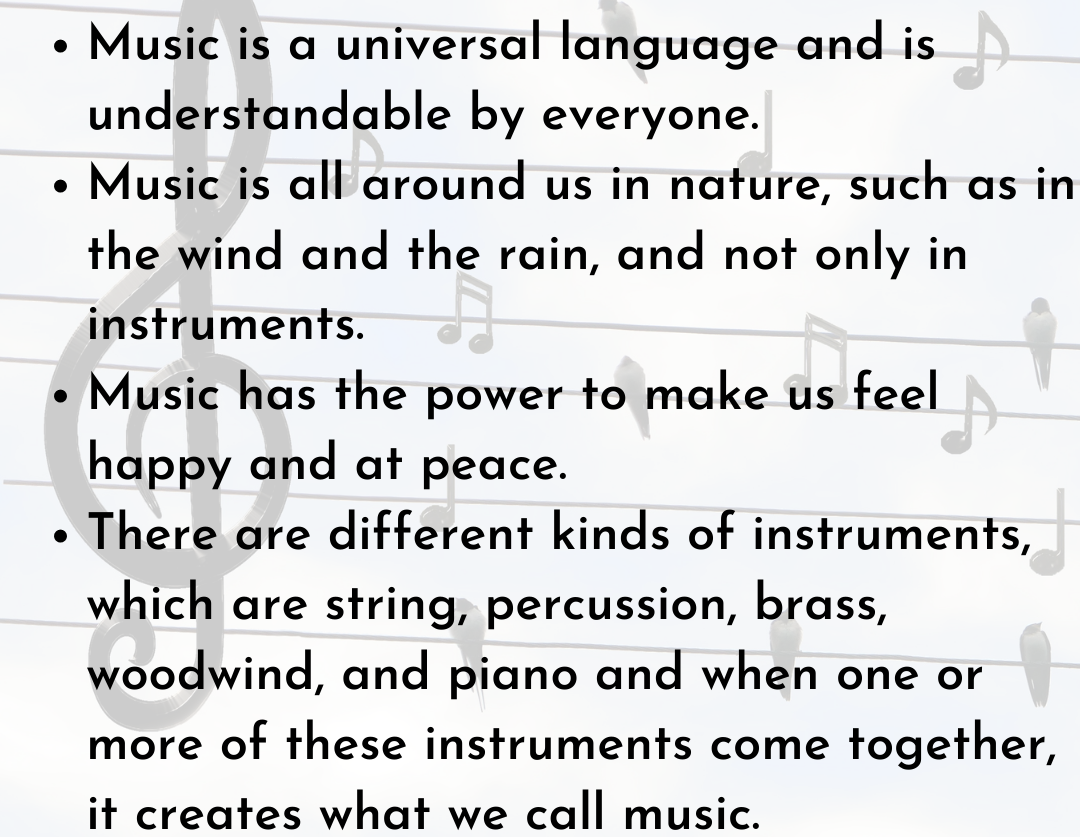 • Music is a universal language and is
understandable by everyone.
• Music is all around us in nature, such as in
the wind and the rain, and not only in
instruments.
• Music has the power to make us feel
happy and at peace.
• There are different kinds of instruments,
which are string, percussion, brass,
woodwind, and piano and when one or
more of these instruments come together,
it creates what we call music.